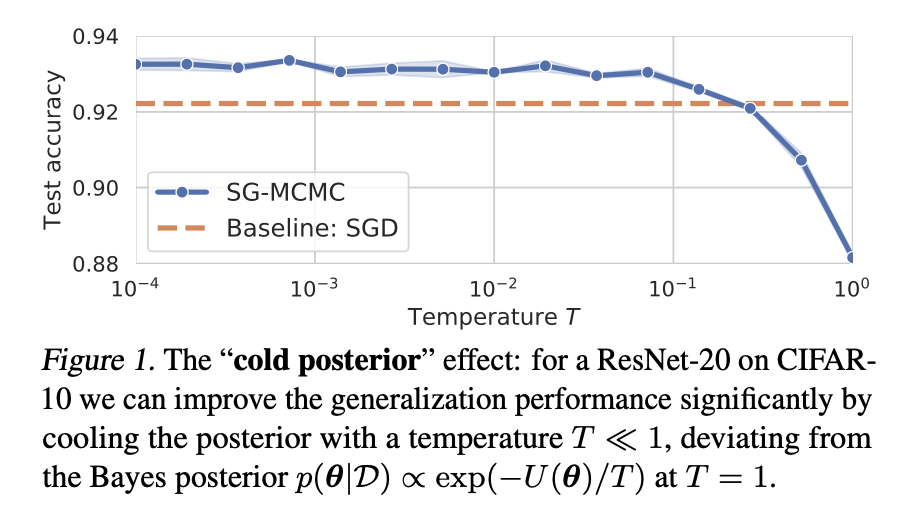 0.94
0.92
0.90
0.88
Test accuracy
SG-MCMC
Baseline: SGD
10⁻⁴ 10⁻³ 10⁻² 10⁻¹ 10⁰
Temperature T
Figure 1. The “cold posterior” effect: for a ResNet-20 on CIFAR-
10 we can improve the generalization performance significantly by
cooling the posterior with a temperature T ≪ 1, deviating from
the Bayes posterior p(θ|𝒟) ∝ exp(−U(θ)/T) at T = 1.